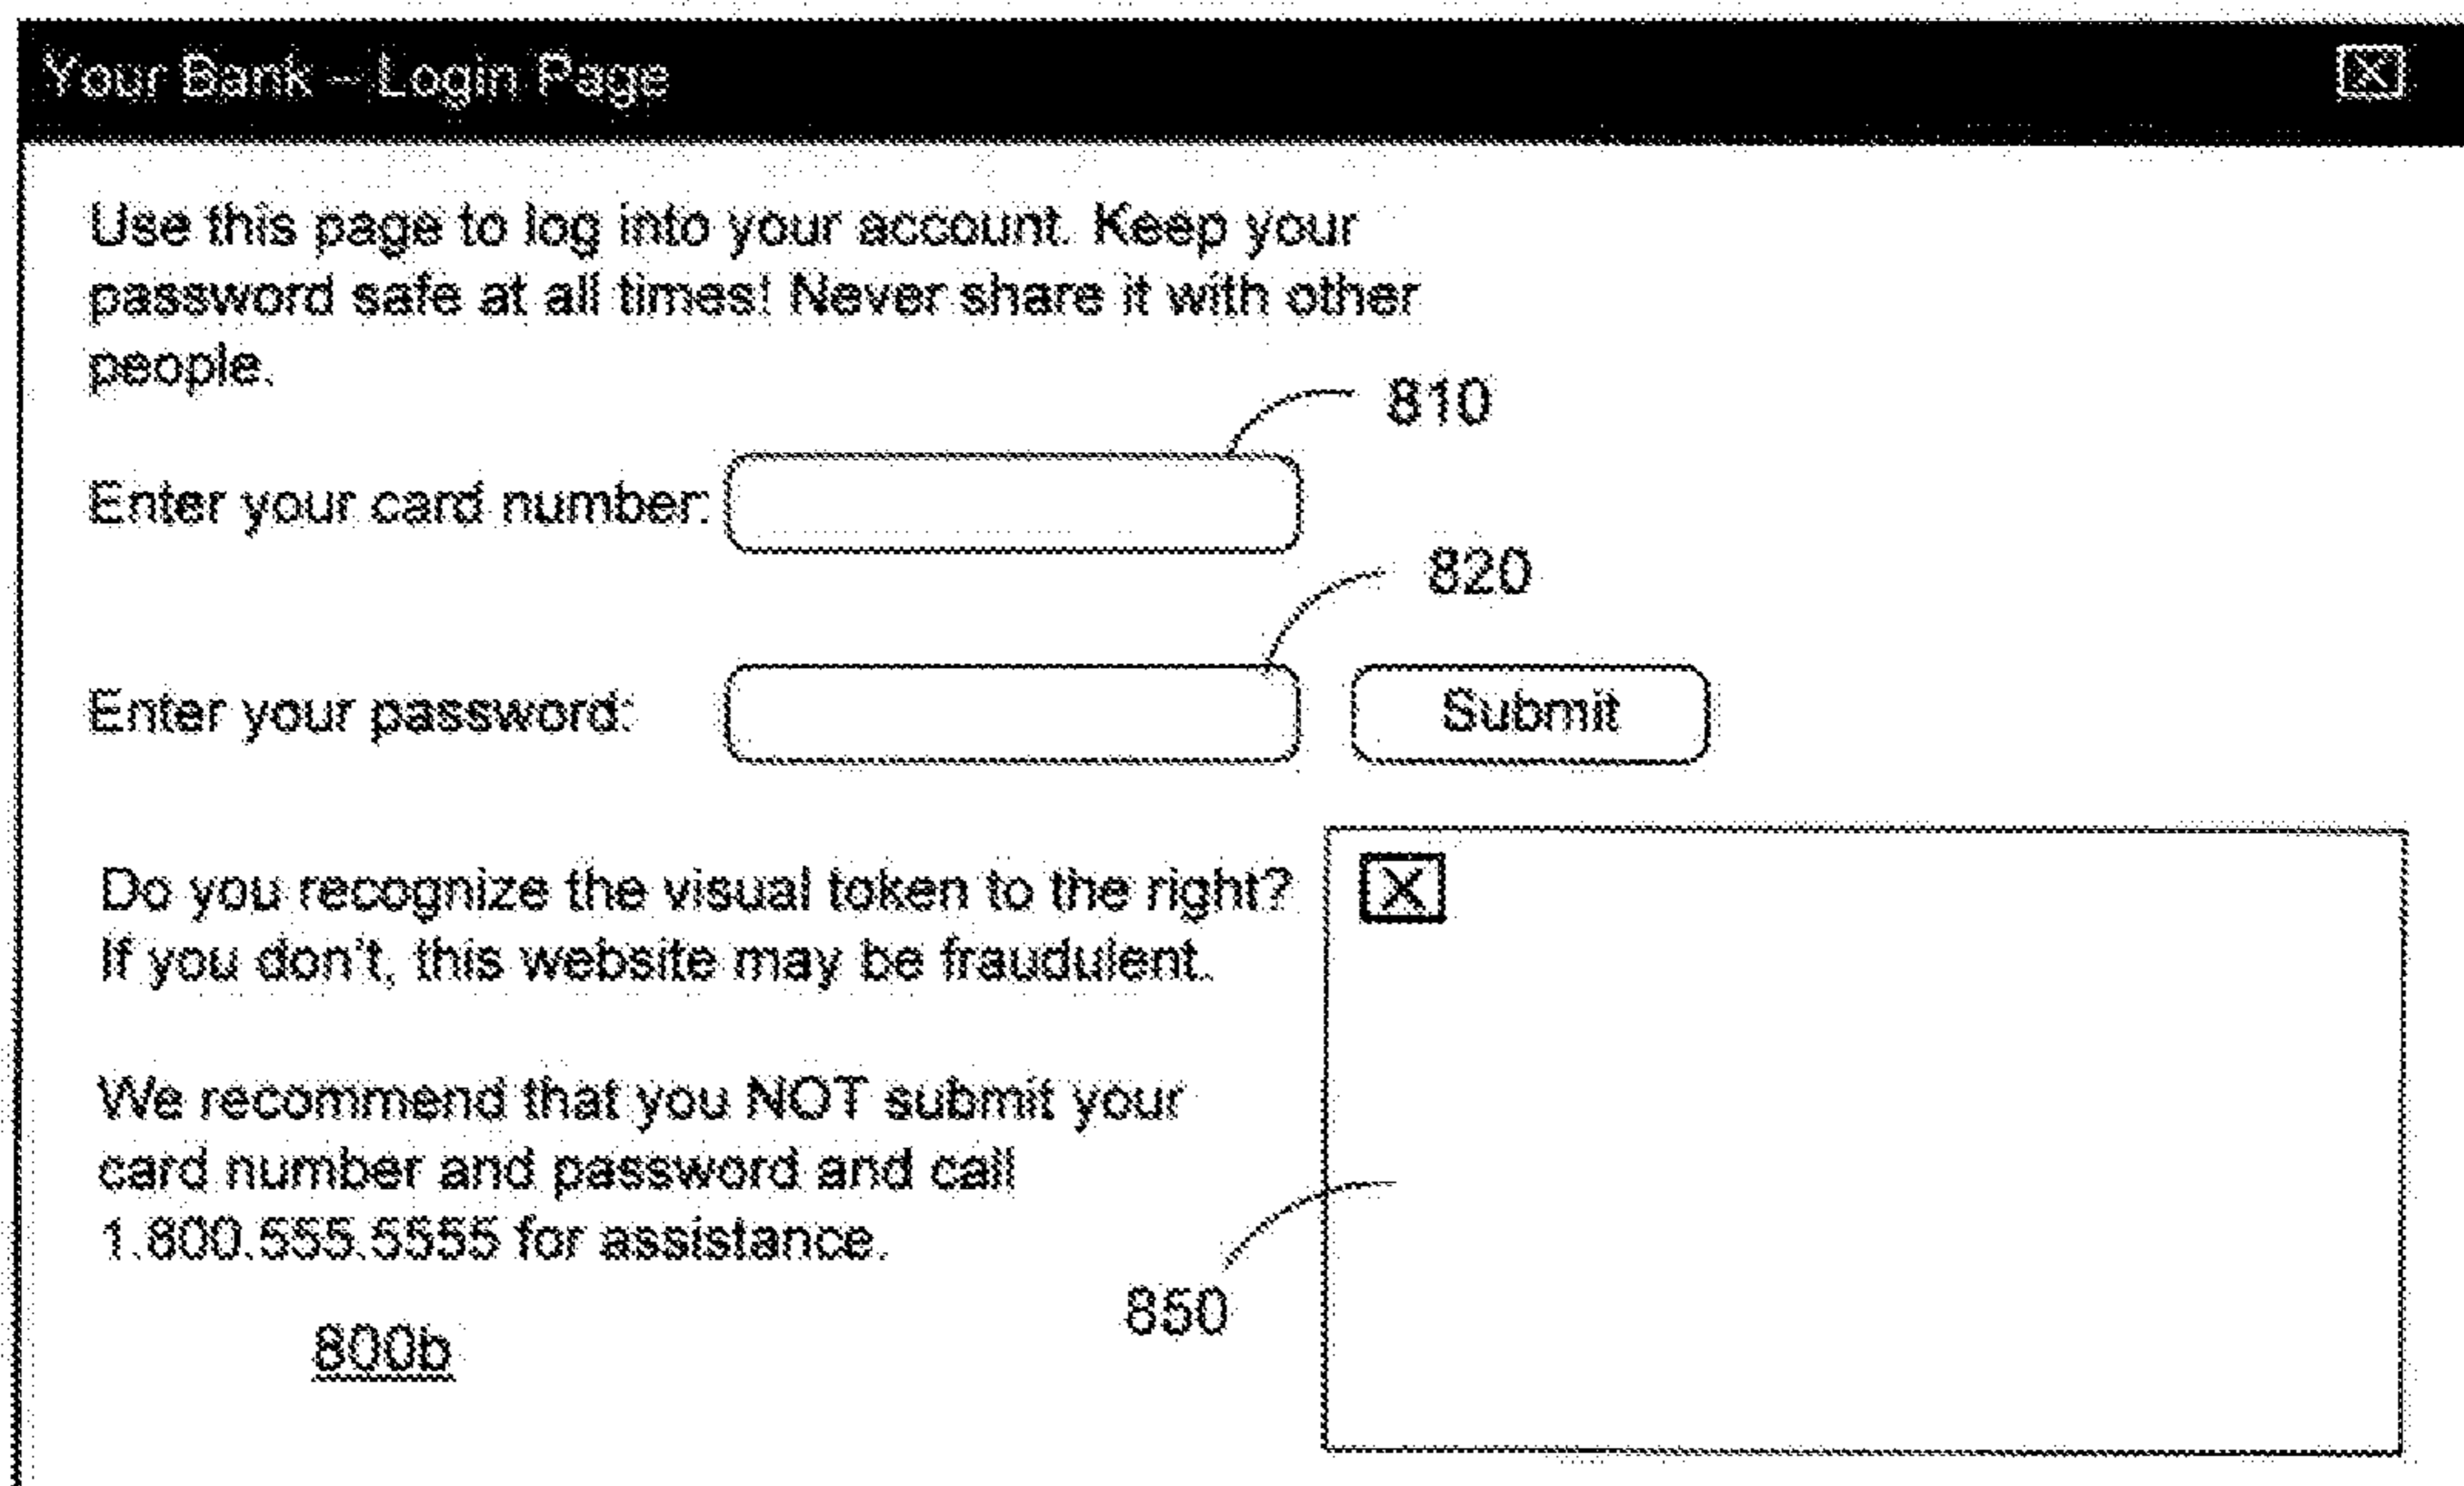 Your Bank – Login Page
X
Use this page to log into your account. Keep your
password safe at all times! Never share it with other
people.
810
Enter your card number:
820
Enter your password:
Submit
Do you recognize the visual token to the right?
If you don't, this website may be fraudulent.
X
We recommend that you NOT submit your
card number and password and call
1.800.555.5555 for assistance.
850
800b